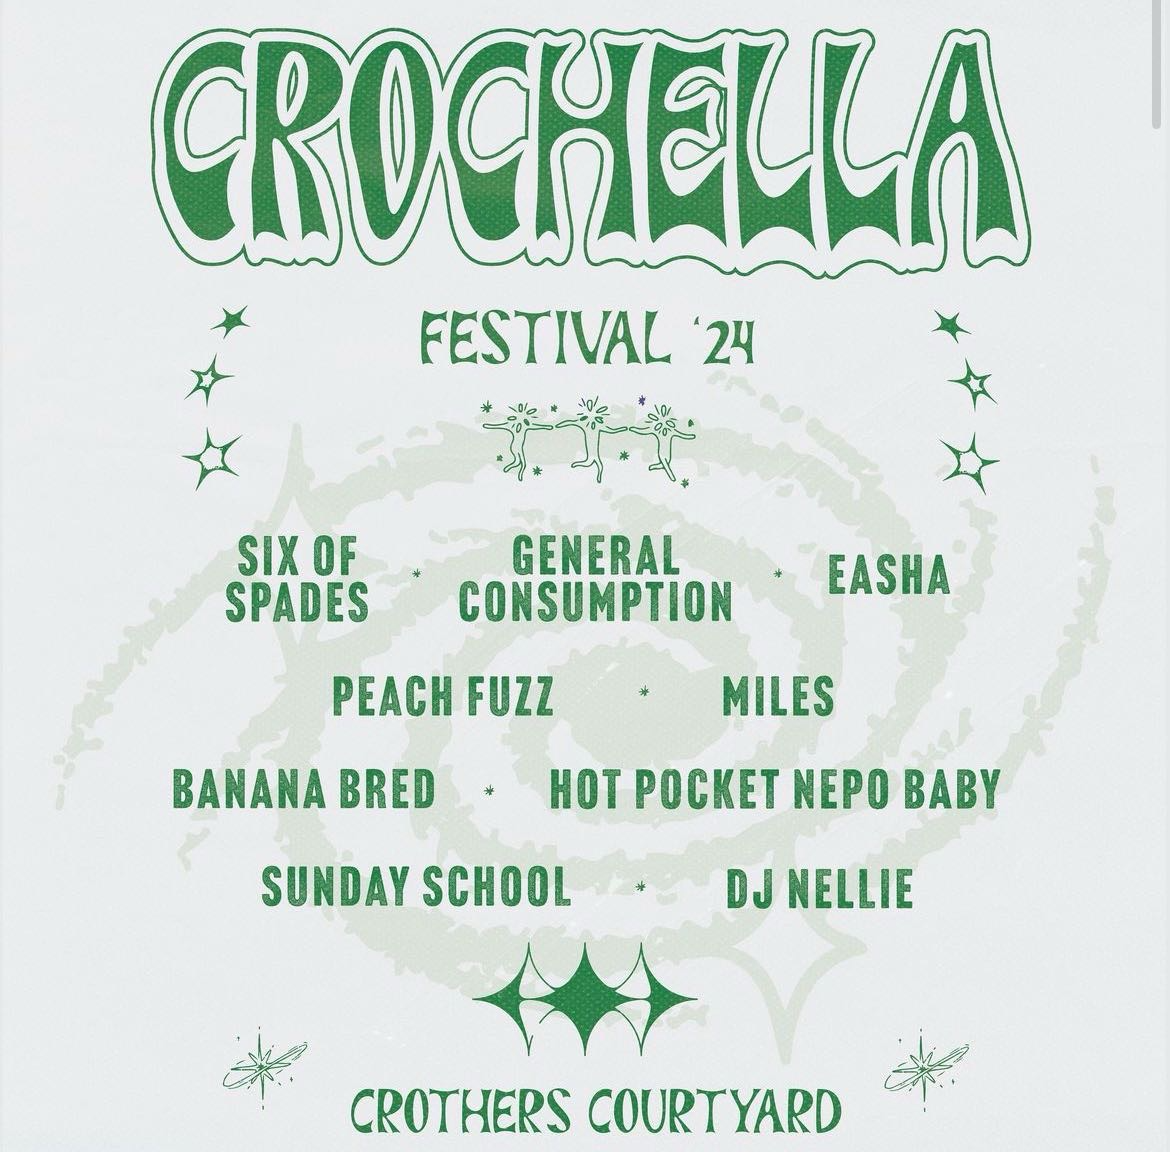 CROCHELLA
FESTIVAL '24
SIX OF SPADES * GENERAL CONSUMPTION * EASHA
PEACH FUZZ * MILES
BANANA BRED * HOT POCKET NEPO BABY
SUNDAY SCHOOL * DJ NELLIE
CROTHERS COURTYARD